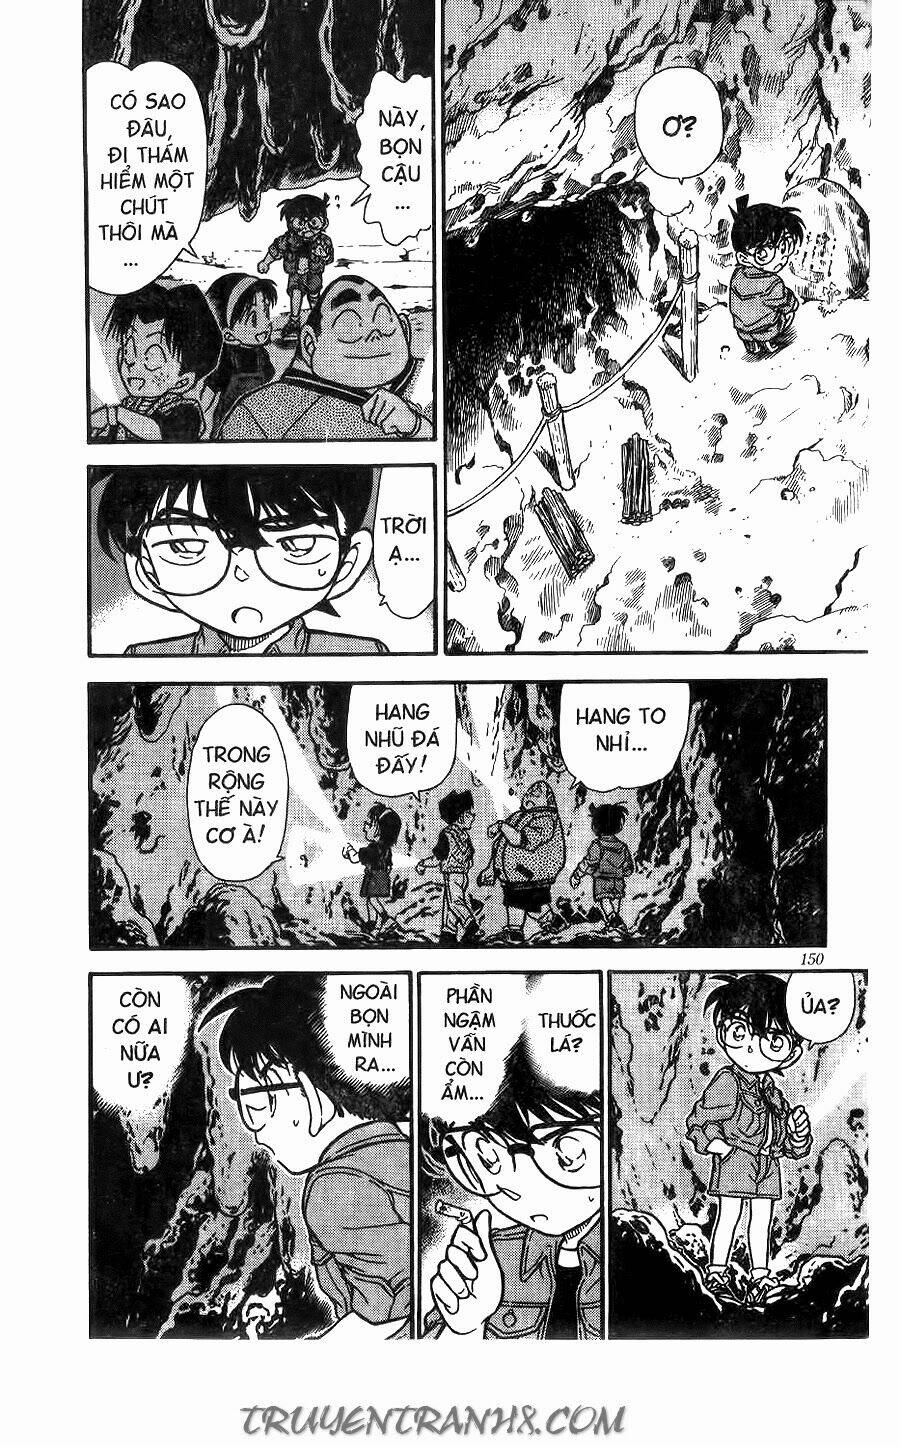 Ơ?
NÀY,
BỌN
CẬU
...
CÓ SAO
ĐÂU,
ĐI THÁM
HIỂM MỘT
CHÚT
THÔI MÀ
...
TRỜI
Ạ...
HANG TO
NHỈ...
HANG
NHŨ ĐÁ
ĐẤY!
TRONG
RỘNG
THẾ NÀY
CƠ À!
150
ỦA?
THUỐC
LÁ?
PHẦN
NGẬM
VẪN
CÒN
ẨM...
NGOÀI
BỌN
MÌNH
RA...
CÒN
CÓ AI
NỮA
Ư?
TRUYENTRANH8.COM